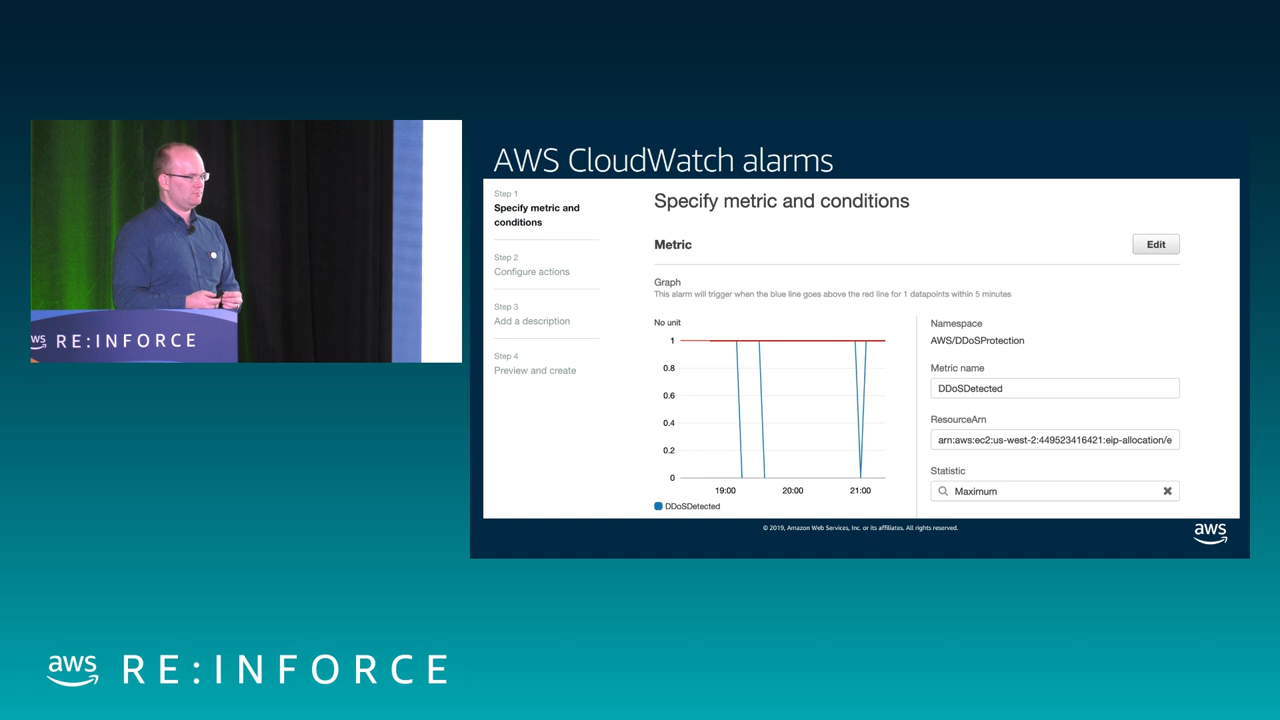 AWS CloudWatch alarms
Step 1
Specify metric and
conditions
Step 2
Configure actions
Step 3
Add a description
Step 4
Preview and create
Specify metric and conditions
Metric
Edit
Graph
This alarm will trigger when the blue line goes above the red line for 1 datapoints within 5 minutes
No unit
1
0.8
0.6
0.4
0.2
0
19:00 20:00 21:00
DDoSDetected
Namespace
AWS/DDoSProtection
Metric name
DDoSDetected
ResourceArn
arn:aws:ec2:us-west-2:449523416421:eip-allocation/e
Statistic
Maximum
© 2019, Amazon Web Services, Inc. or its affiliates. All rights reserved.
aws
ws RE:INFORCE
aws RE:INFORCE